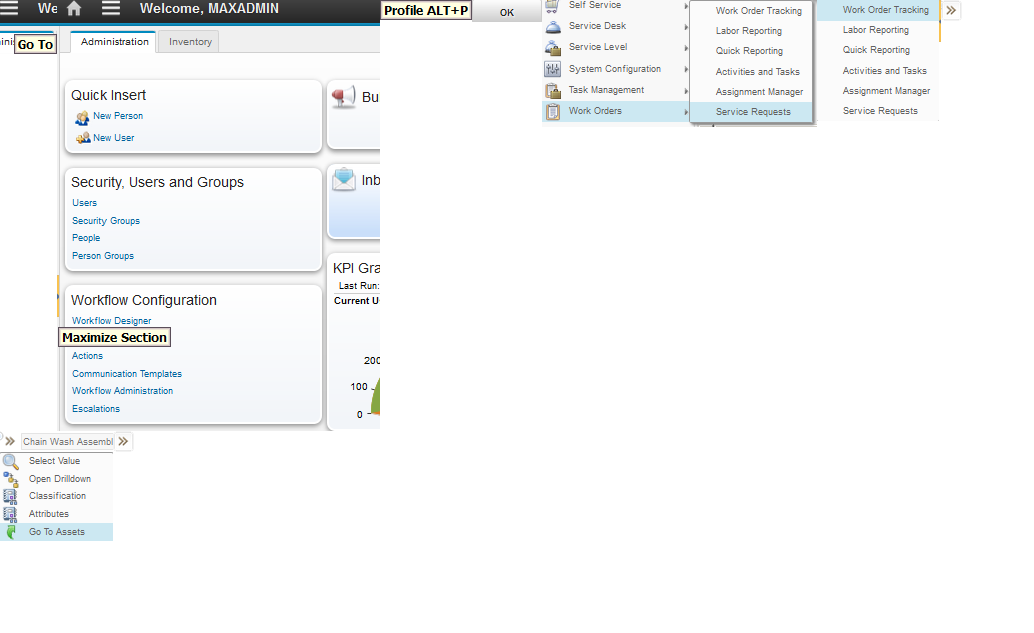 We
Welcome, MAXADMIN
Profile ALT+P
OK
Go To
Administration
Inventory
Quick Insert
New Person
New User
Security, Users and Groups
Users
Security Groups
People
Person Groups
Workflow Configuration
Workflow Designer
Maximize Section
Actions
Communication Templates
Workflow Administration
Escalations
Bu
Inb
KPI Gra
Last Run:
Current U
200
100
0
Self Service
Service Desk
Service Level
System Configuration
Task Management
Work Orders
Work Order Tracking
Labor Reporting
Quick Reporting
Activities and Tasks
Assignment Manager
Service Requests
Work Order Tracking
Labor Reporting
Quick Reporting
Activities and Tasks
Assignment Manager
Service Requests
Chain Wash Assembl
Select Value
Open Drilldown
Classification
Attributes
Go To Assets